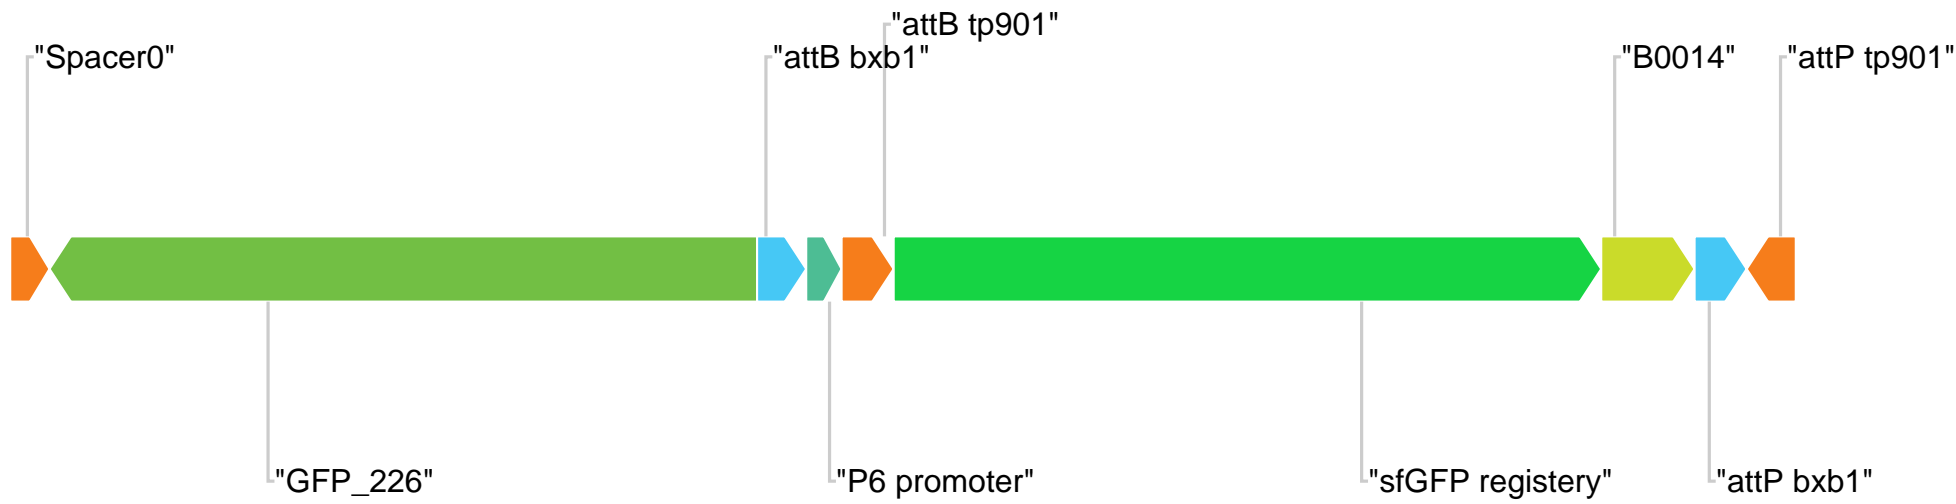 "attB tp901"
"Spacer0"
"attB bxb1"
"B0014"
"attP tp901"
"GFP_226"
"P6 promoter"
"sfGFP registery"
"attP bxb1"